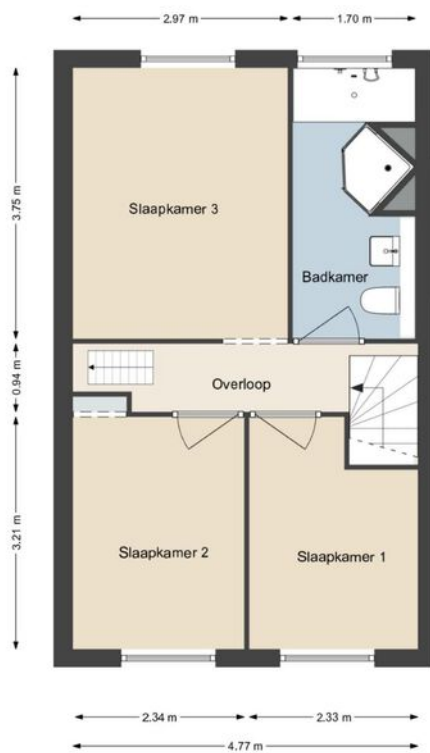 2.97 m
1.70 m
3.75 m
Slaapkamer 3
Badkamer
0.94 m
Overloop
3.21 m
Slaapkamer 2
Slaapkamer 1
2.34 m
2.33 m
4.77 m